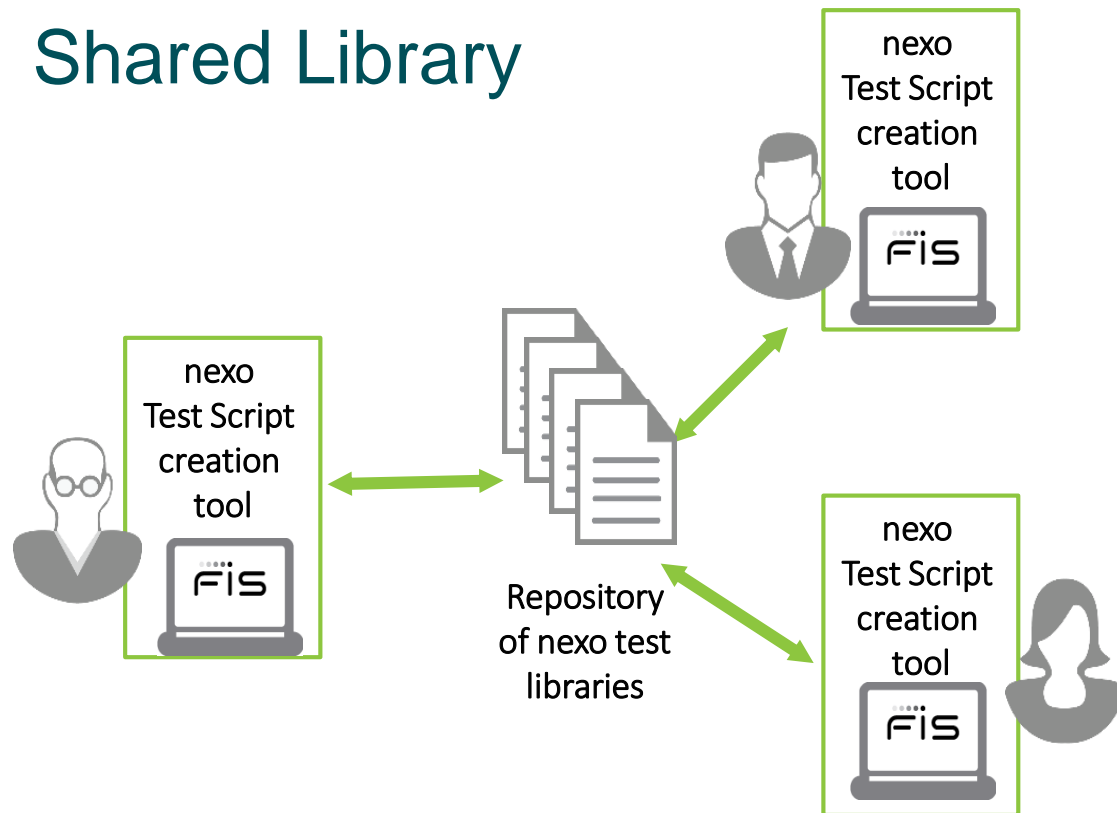 Shared Library
nexo
Test Script
creation
tool
FIS
nexo
Test Script
creation
tool
FIS
Repository
of nexo test
libraries
nexo
Test Script
creation
tool
FIS